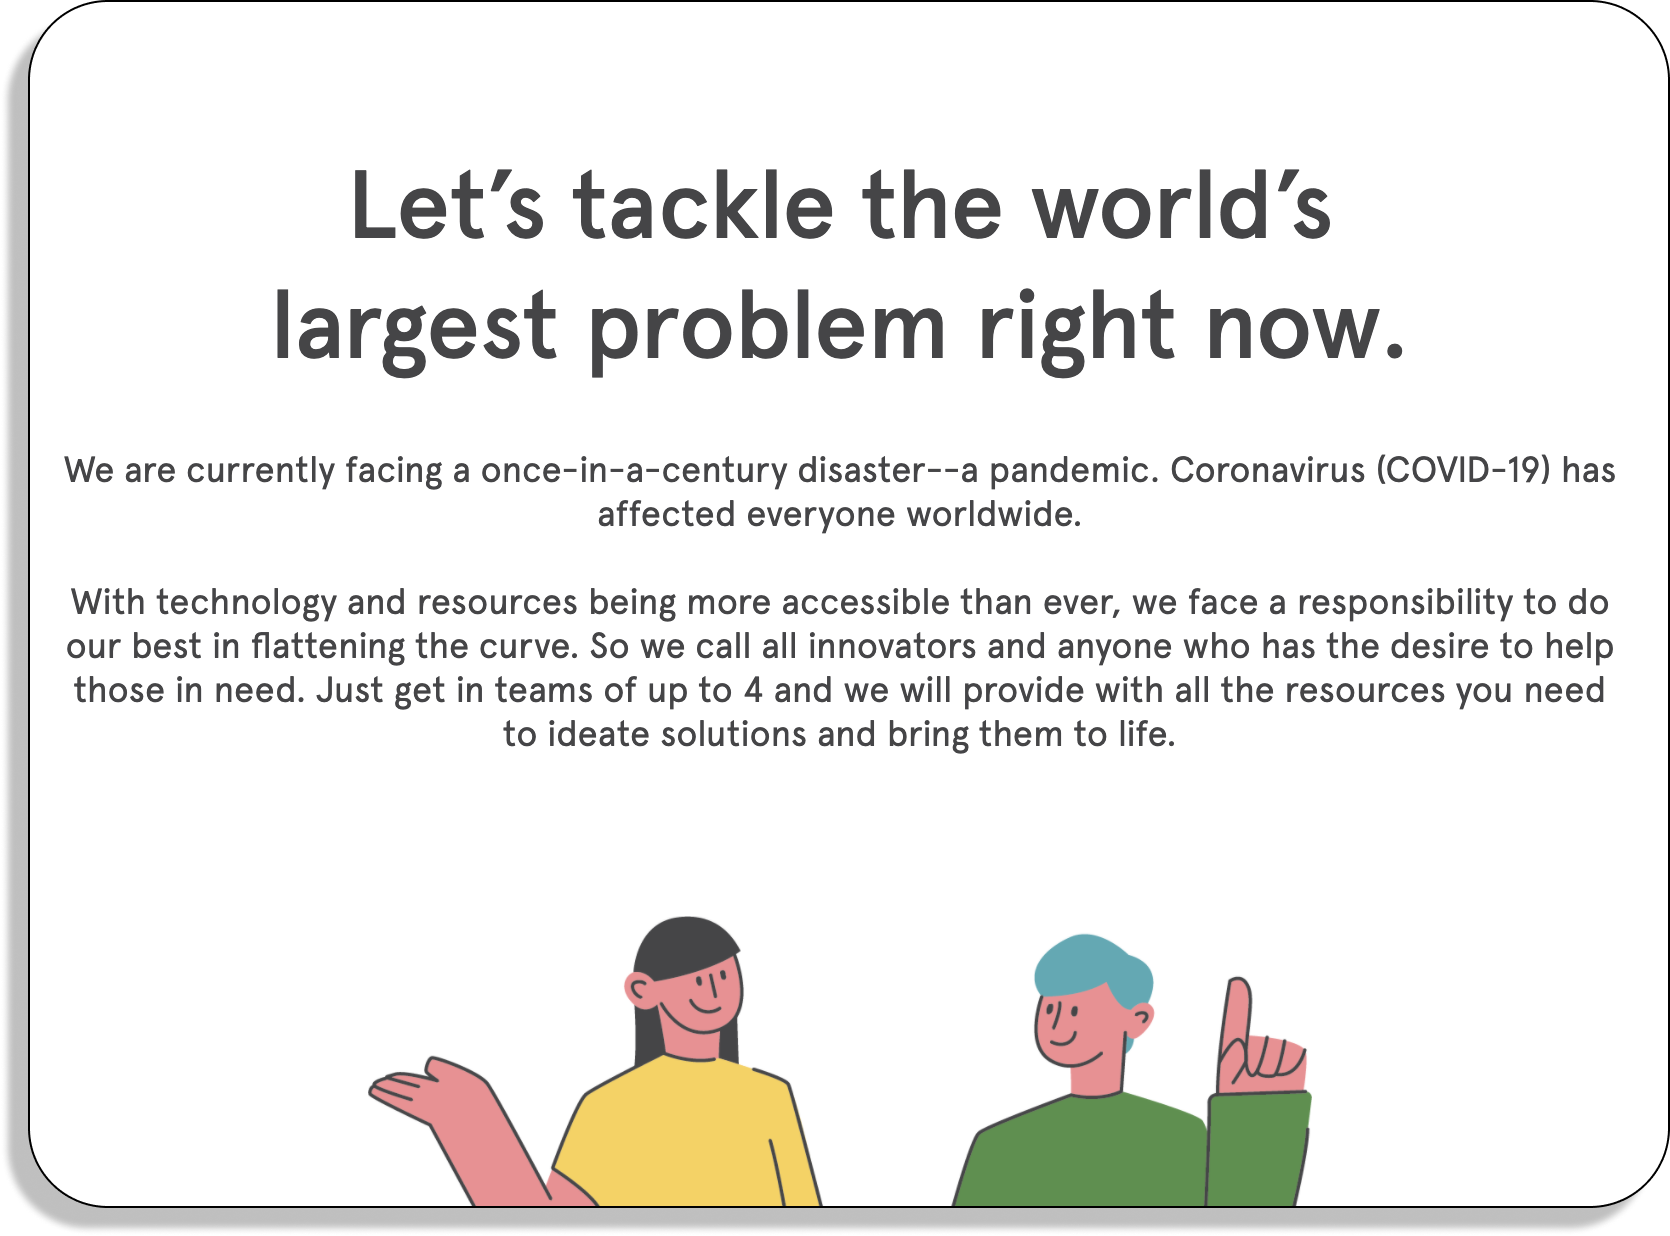 Let’s tackle the world’s
largest problem right now.
We are currently facing a once-in-a-century disaster--a pandemic. Coronavirus (COVID-19) has
affected everyone worldwide.
With technology and resources being more accessible than ever, we face a responsibility to do
our best in flattening the curve. So we call all innovators and anyone who has the desire to help
those in need. Just get in teams of up to 4 and we will provide with all the resources you need
to ideate solutions and bring them to life.